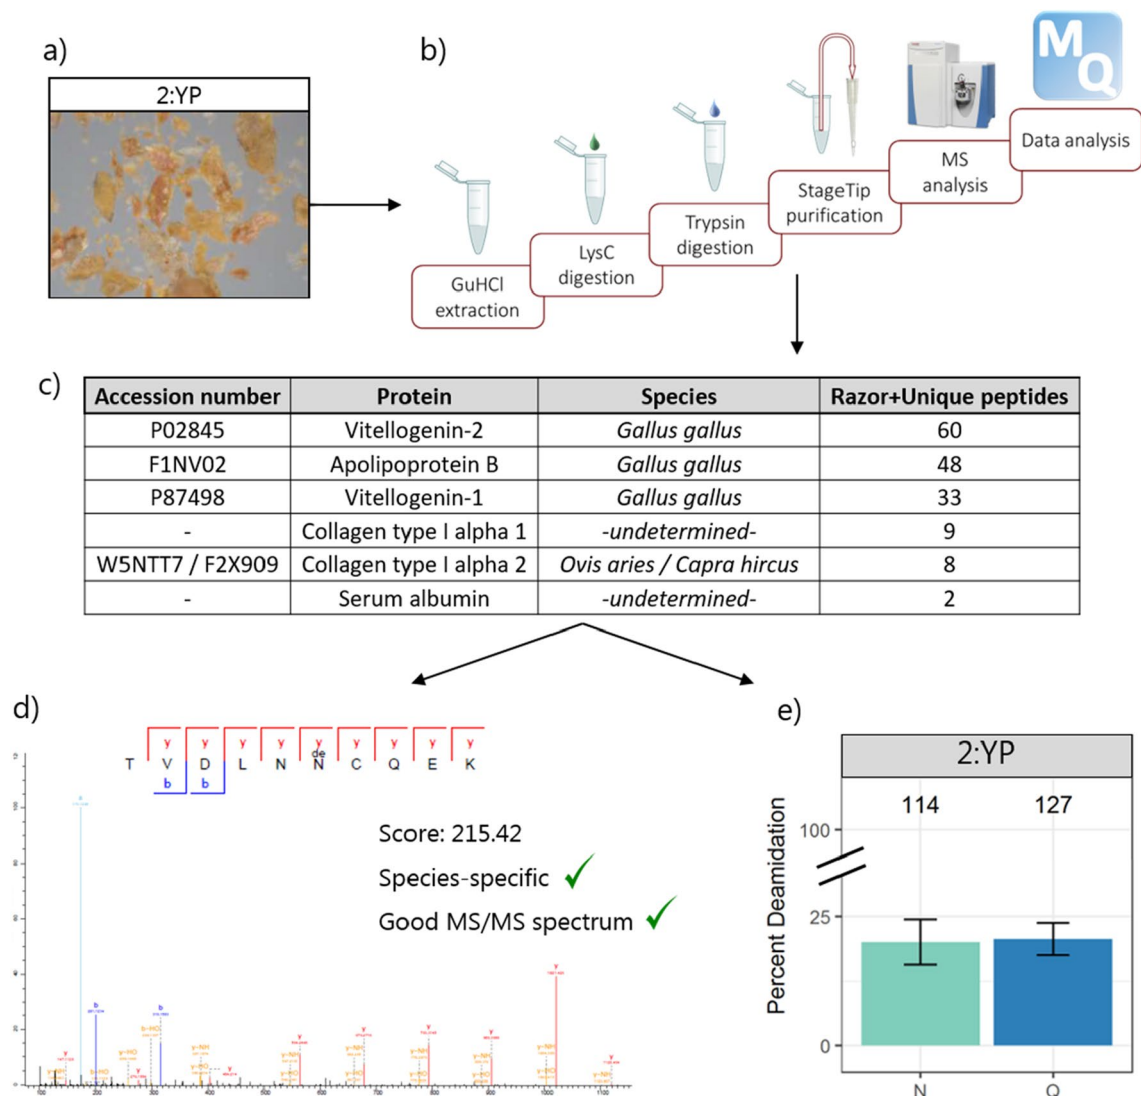 a)
2:YP
b)
GuHCl
extraction
LysC
digestion
Trypsin
digestion
StageTip
purification
MS
analysis
MQ
Data analysis
c)
Accession number Protein Species Razor+Unique peptides
P02845 Vitellogenin-2 Gallus gallus 60
F1NV02 Apolipoprotein B Gallus gallus 48
P87498 Vitellogenin-1 Gallus gallus 33
- Collagen type I alpha 1 -undetermined- 9
W5NTT7 / F2X909 Collagen type I alpha 2 Ovis aries / Capra hircus 8
- Serum albumin -undetermined- 2
d)
y y y y y y y y y
de
T V D L N N C Q E K
b b
Score: 215.42
Species-specific
Good MS/MS spectrum
e)
2:YP
114 127
Percent Deamidation
100
25
0
N Q